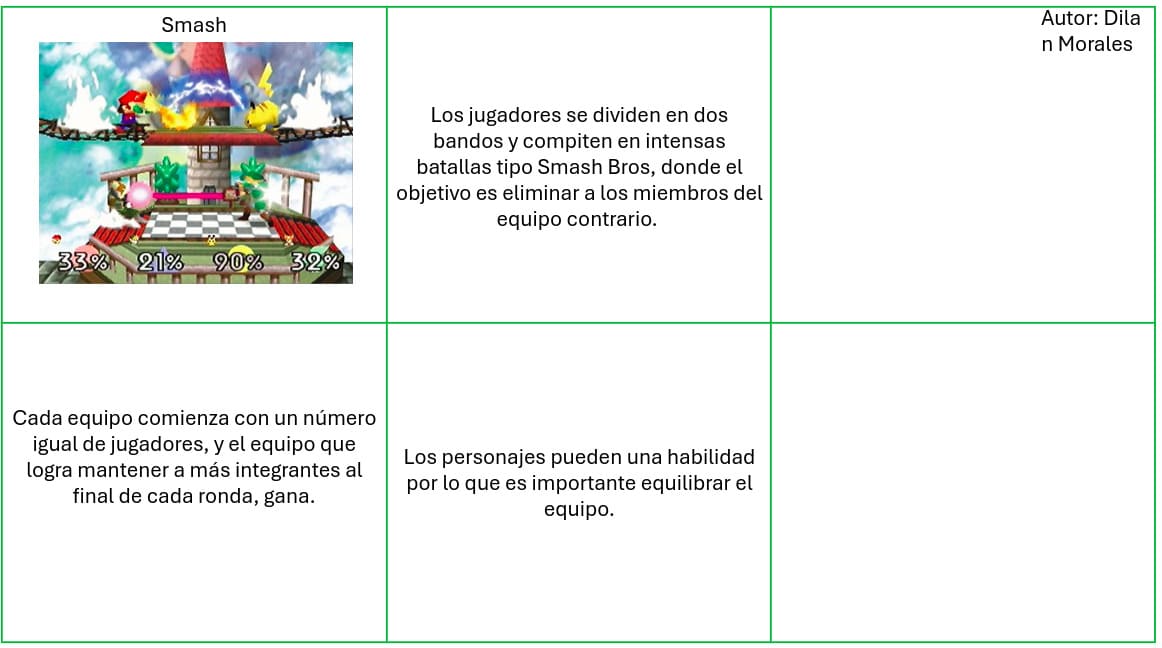 Smash
33% 21% 90% 32%
Los jugadores se dividen en dos
bandos y compiten en intensas
batallas tipo Smash Bros, donde el
objetivo es eliminar a los miembros del
equipo contrario.
Autor: Dila
n Morales
Cada equipo comienza con un número
igual de jugadores, y el equipo que
logra mantener a más integrantes al
final de cada ronda, gana.
Los personajes pueden una habilidad
por lo que es importante equilibrar el
equipo.